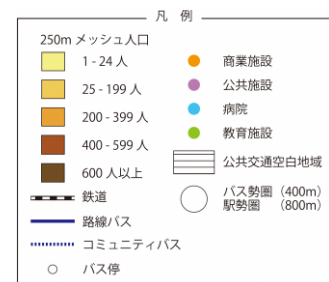 凡 例
250m メッシュ人口
1 - 24 人
25 - 199 人
200 - 399 人
400 - 599 人
600 人以上
鉄道
路線バス
コミュニティバス
バス停
商業施設
公共施設
病院
教育施設
公共交通空白地域
バス勢圏 (400m)
駅勢圏 (800m)